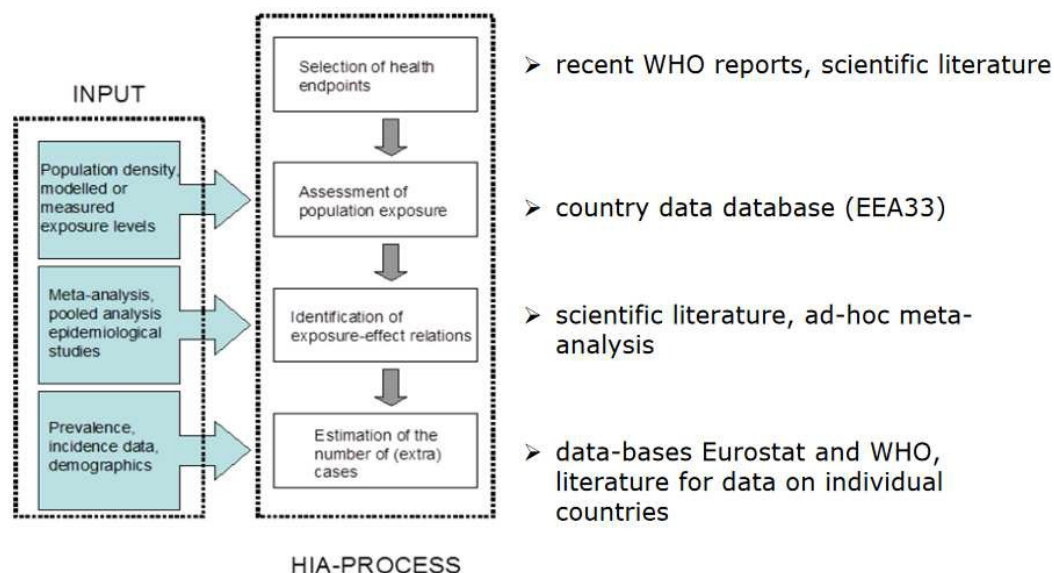 INPUT
Population density,
modelled or
measured
exposure levels
Meta-analysis,
pooled analysis
epidemiological
studies
Prevalence,
incidence data,
demographics
Selection of health
endpoints
Assessment of
population exposure
Identification of
exposure-effect relations
Estimation of the
number of (extra)
cases
HIA-PROCESS
➢ recent WHO reports, scientific literature
➢ country data database (EEA33)
➢ scientific literature, ad-hoc meta-
analysis
➢ data-bases Eurostat and WHO,
literature for data on individual
countries